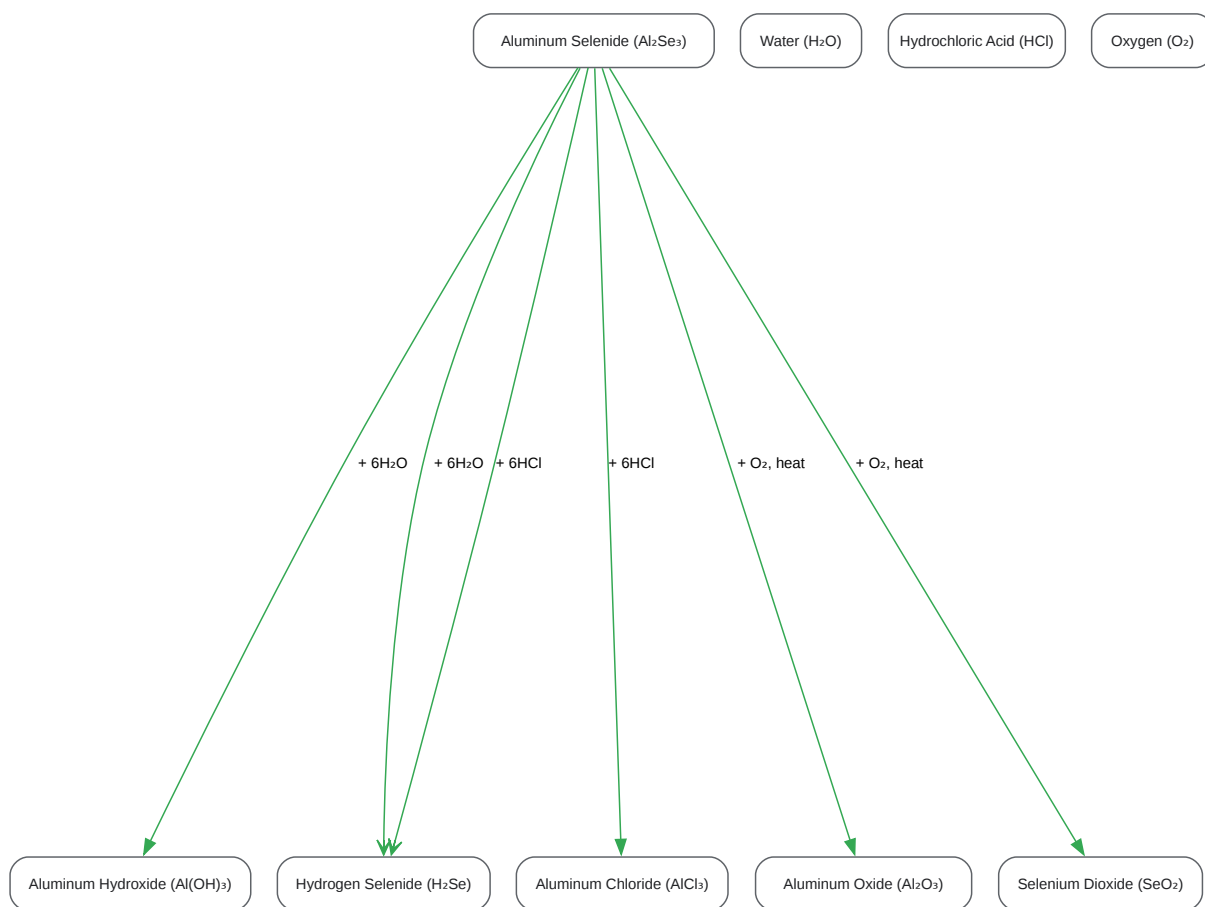 Aluminum Selenide (Al₂Se₃)
Water (H₂O)
Hydrochloric Acid (HCl)
Oxygen (O₂)
+ 6H₂O
+ 6H₂O
+ 6HCl
+ 6HCl
+ O₂, heat
+ O₂, heat
Aluminum Hydroxide (Al(OH)₃)
Hydrogen Selenide (H₂Se)
Aluminum Chloride (AlCl₃)
Aluminum Oxide (Al₂O₃)
Selenium Dioxide (SeO₂)